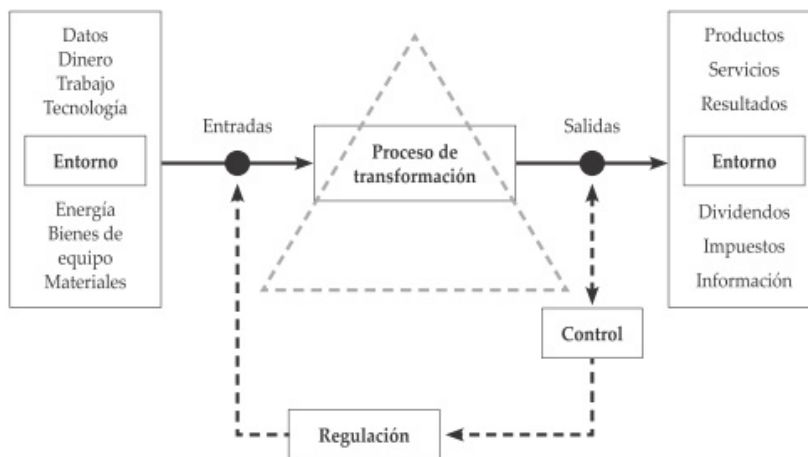 Datos
Dinero
Trabajo
Tecnología
Entorno
Energía
Bienes de
equipo
Materiales
Entradas
Proceso de
transformación
Salidas
Productos
Servicios
Resultados
Entorno
Dividendos
Impuestos
Información
Control
Regulación